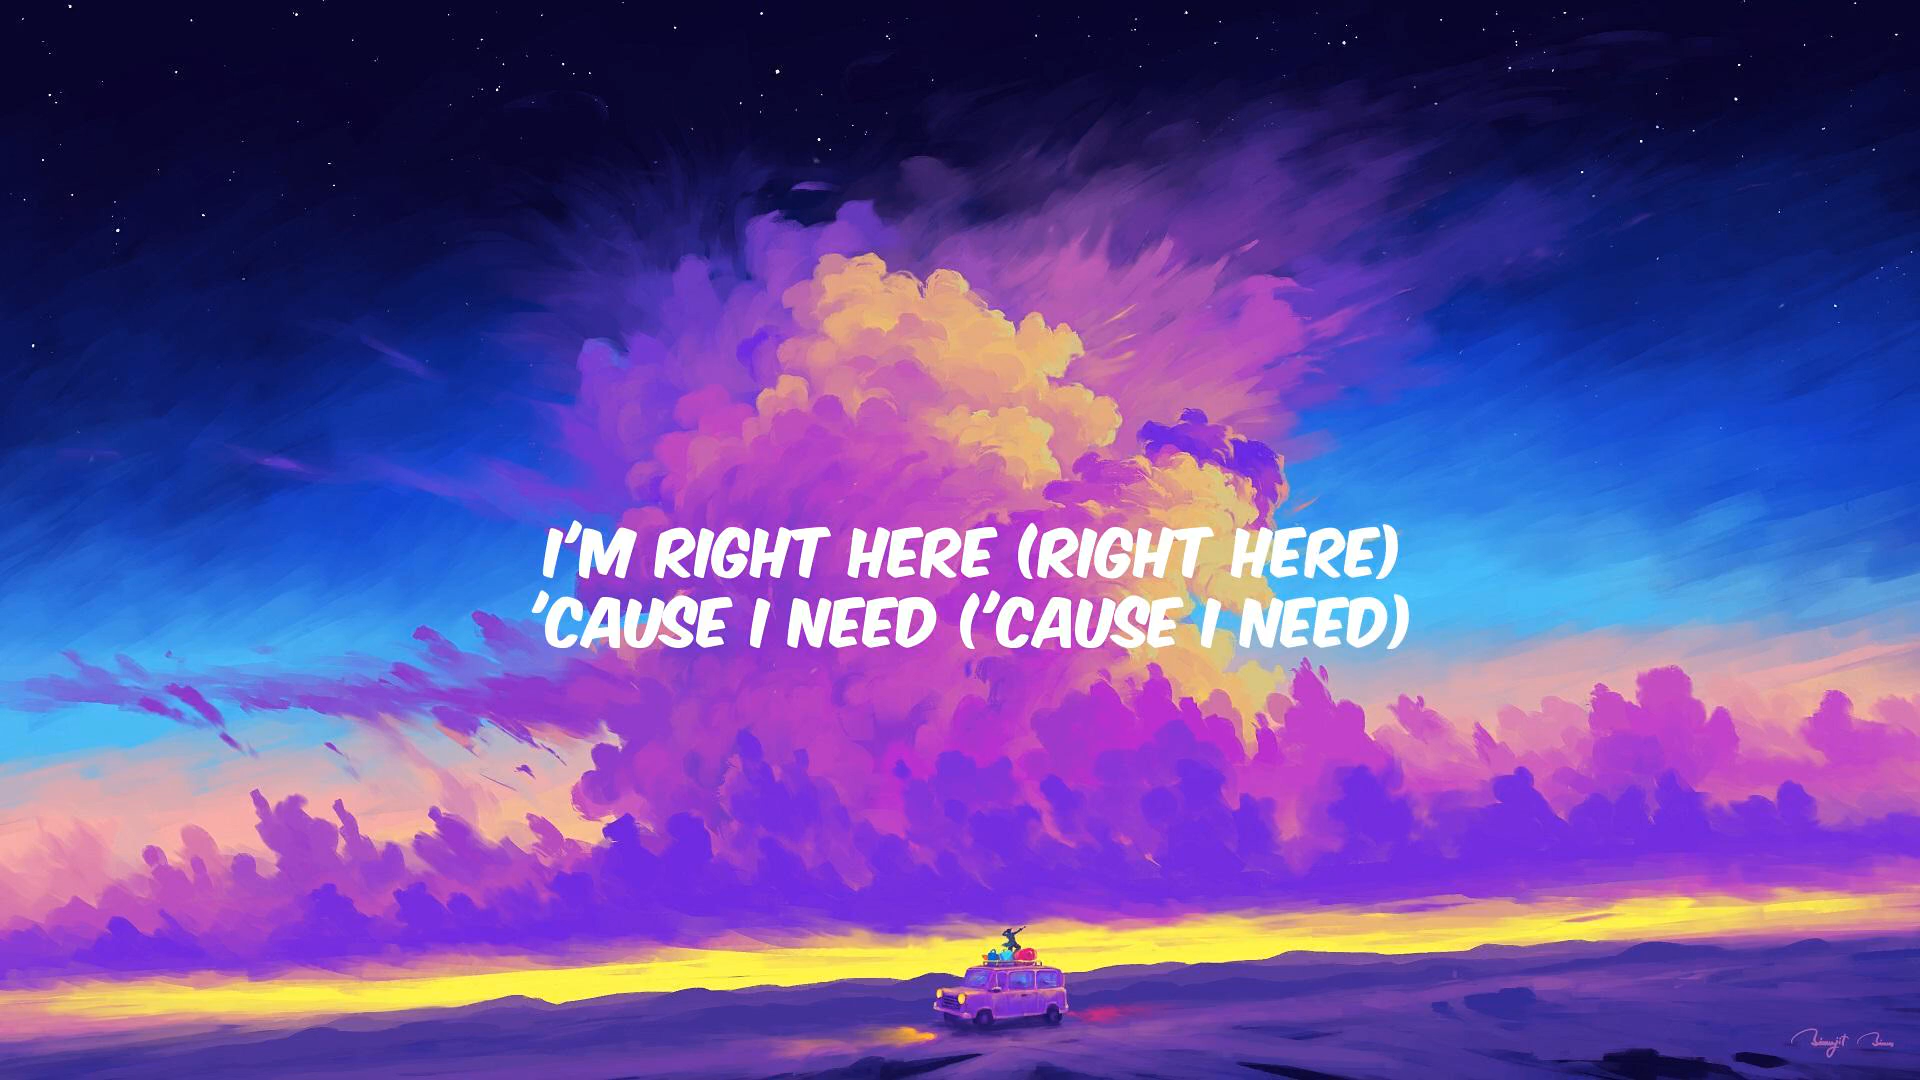 I'M RIGHT HERE (RIGHT HERE)
'CAUSE I NEED ('CAUSE I NEED)